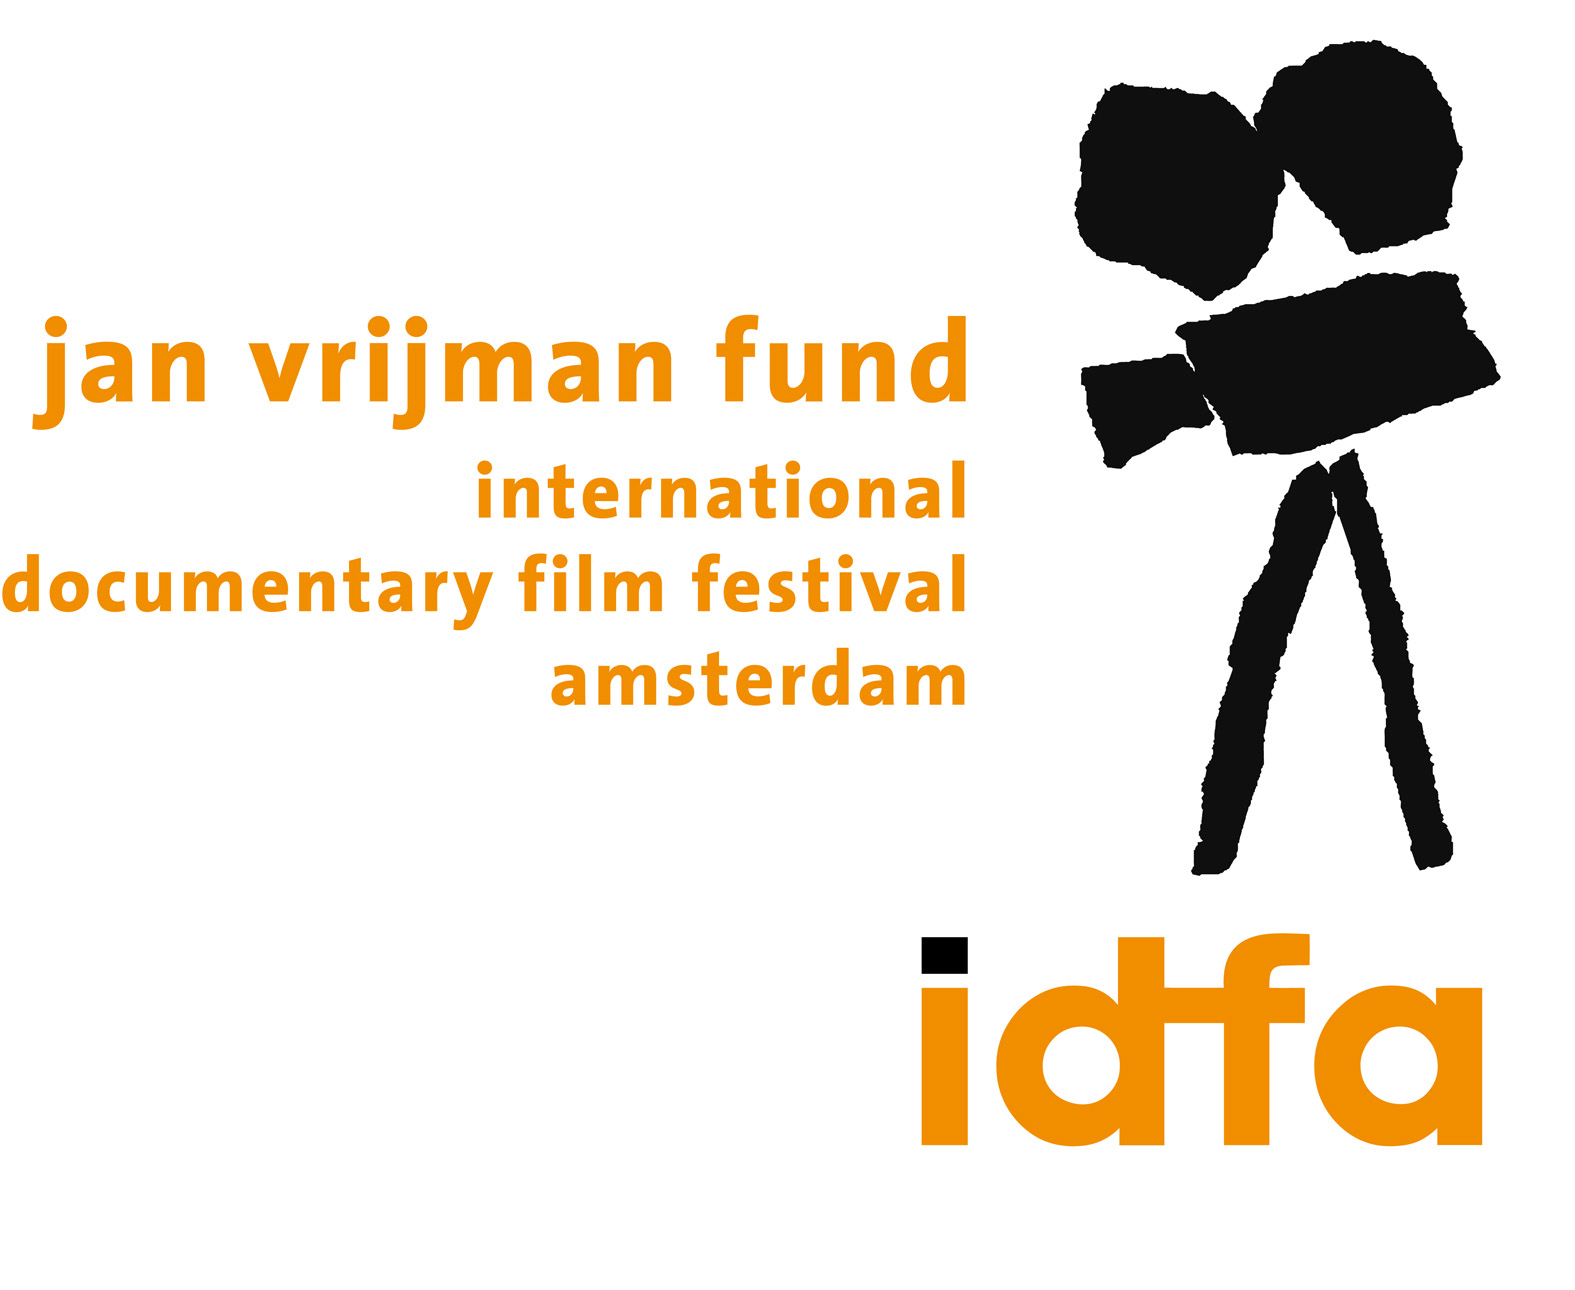 jan vrijman fund
international
documentary film festival
amsterdam
idfa